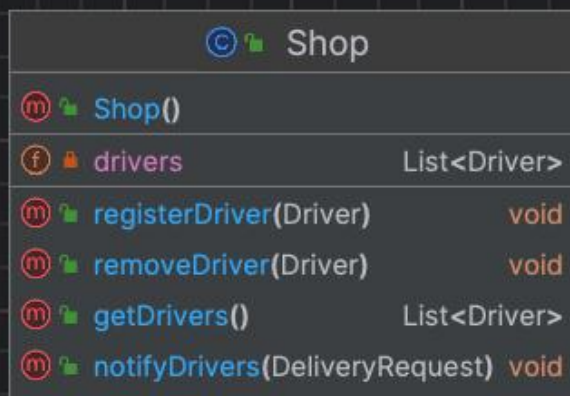 C Shop
m Shop()
f drivers List<Driver>
m registerDriver(Driver) void
m removeDriver(Driver) void
m getDrivers() List<Driver>
m notifyDrivers(DeliveryRequest) void